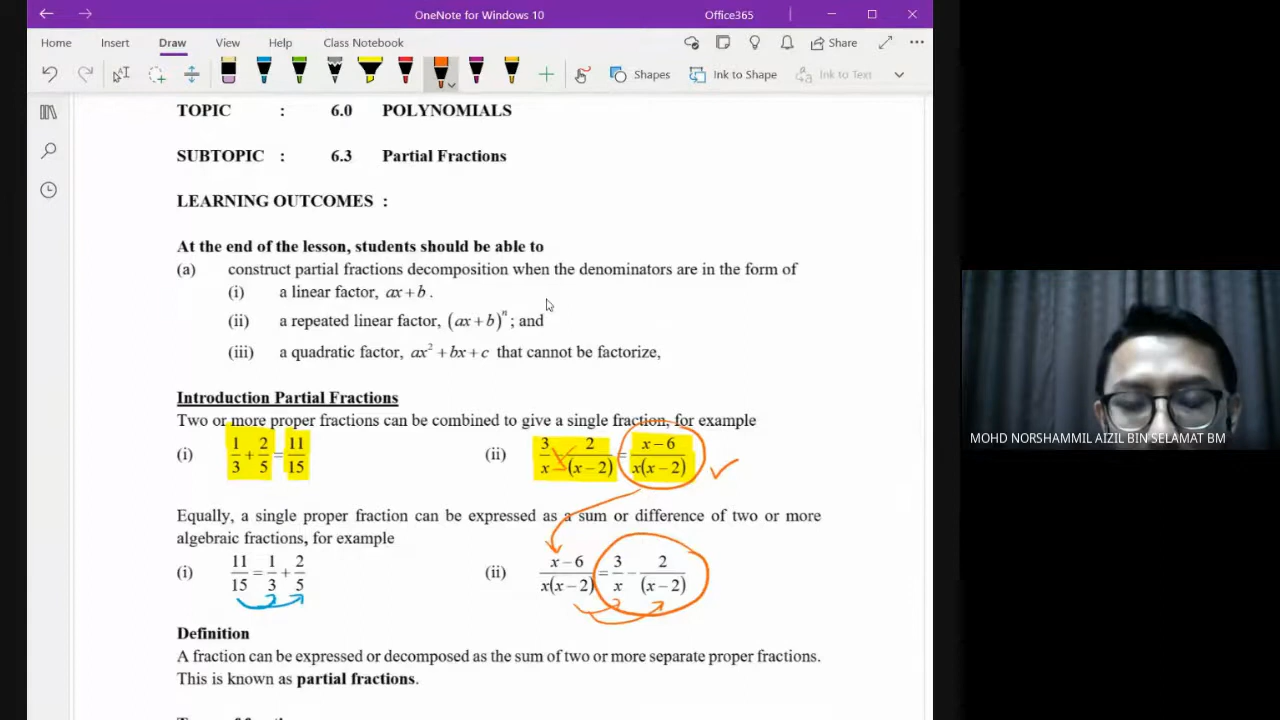 OneNote for Windows 10 Office365
Home Insert Draw View Help Class Notebook Share
Shapes Ink to Shape Ink to Text
TOPIC : 6.0 POLYNOMIALS
SUBTOPIC : 6.3 Partial Fractions
LEARNING OUTCOMES :
At the end of the lesson, students should be able to
(a) construct partial fractions decomposition when the denominators are in the form of
(i) a linear factor, ax + b .
(ii) a repeated linear factor, (ax + b)^n ; and
(iii) a quadratic factor, ax² + bx + c that cannot be factorize,
Introduction Partial Fractions
Two or more proper fractions can be combined to give a single fraction, for example
(i) 1/3 + 2/5 = 11/15 (ii) 3/x − 2/(x − 2) = x − 6/x(x − 2)
Equally, a single proper fraction can be expressed as a sum or difference of two or more
algebraic fractions, for example
(i) 11/15 = 1/3 + 2/5 (ii) x − 6/x(x − 2) = 3/x − 2/(x − 2)
Definition
A fraction can be expressed or decomposed as the sum of two or more separate proper fractions.
This is known as partial fractions.
MOHD NORSHAMMIL AIZIL BIN SELAMAT BM